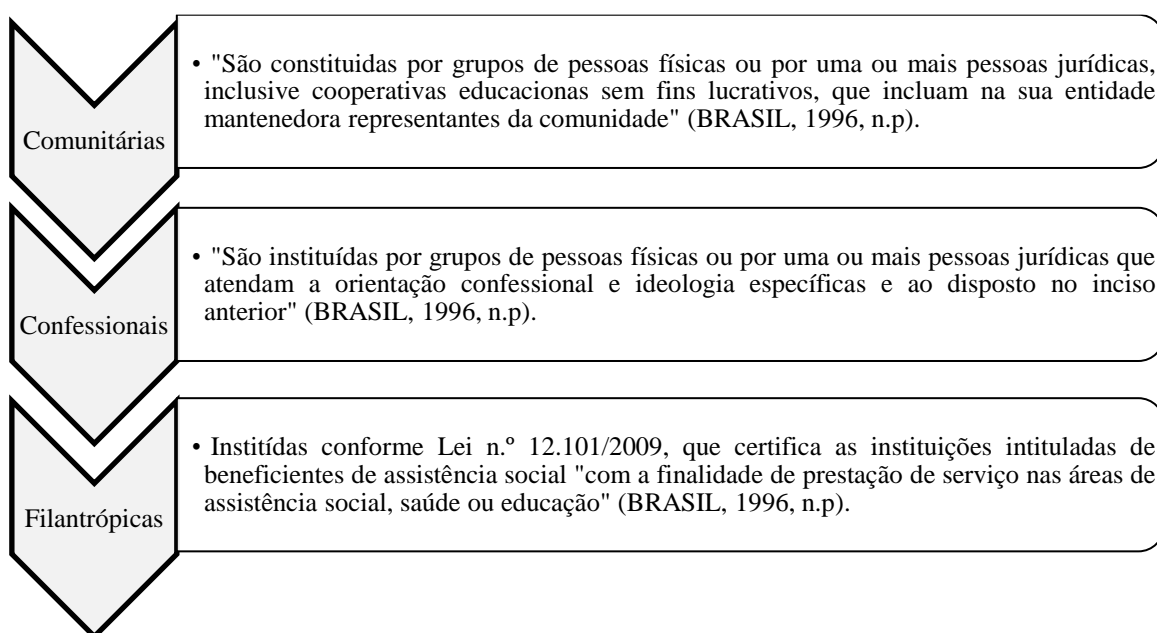 Comunitárias
• "São constituidas por grupos de pessoas físicas ou por uma ou mais pessoas jurídicas,
inclusive cooperativas educacionas sem fins lucrativos, que incluam na sua entidade
mantenedora representantes da comunidade" (BRASIL, 1996, n.p).
Confessionais
• "São instituídas por grupos de pessoas físicas ou por uma ou mais pessoas jurídicas que
atendam a orientação confessional e ideologia específicas e ao disposto no inciso
anterior" (BRASIL, 1996, n.p).
Filantrópicas
• Institídas conforme Lei n.º 12.101/2009, que certifica as instituições intituladas de
beneficientes de assistência social "com a finalidade de prestação de serviço nas áreas de
assistência social, saúde ou educação" (BRASIL, 1996, n.p).